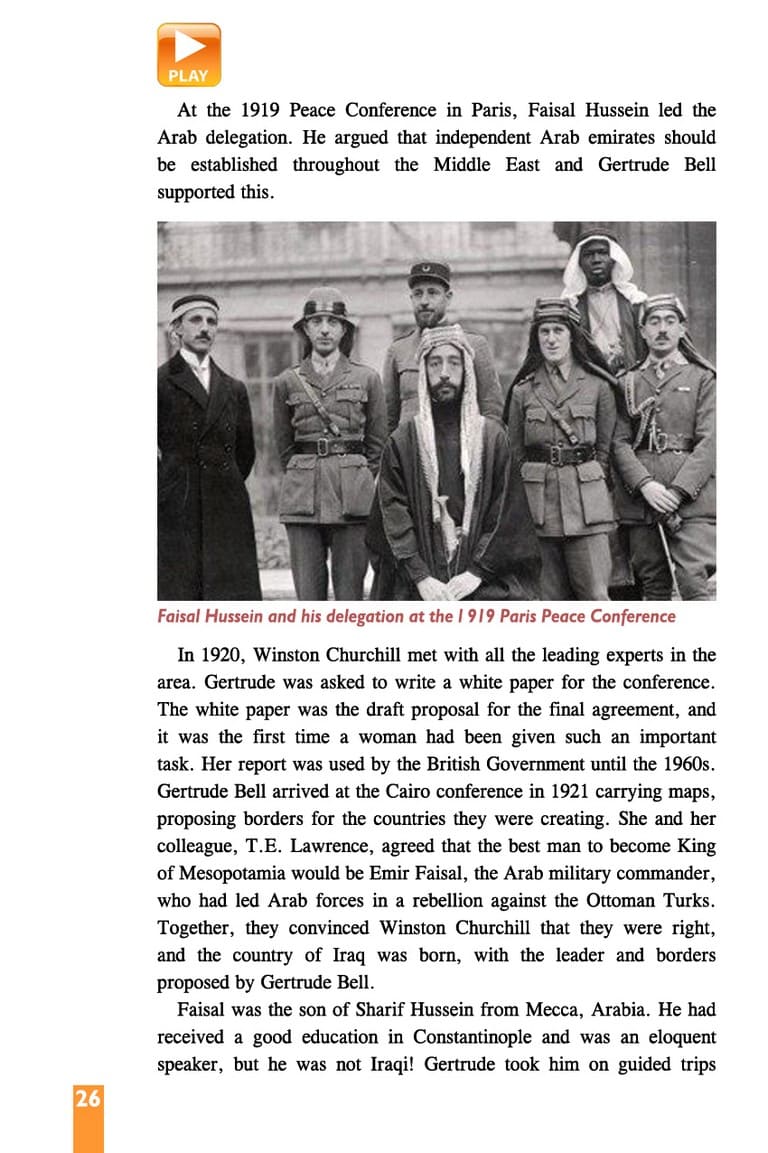 PLAY
At the 1919 Peace Conference in Paris, Faisal Hussein led the
Arab delegation. He argued that independent Arab emirates should
be established throughout the Middle East and Gertrude Bell
supported this.
Faisal Hussein and his delegation at the 1919 Paris Peace Conference
In 1920, Winston Churchill met with all the leading experts in the
area. Gertrude was asked to write a white paper for the conference.
The white paper was the draft proposal for the final agreement, and
it was the first time a woman had been given such an important
task. Her report was used by the British Government until the 1960s.
Gertrude Bell arrived at the Cairo conference in 1921 carrying maps,
proposing borders for the countries they were creating. She and her
colleague, T.E. Lawrence, agreed that the best man to become King
of Mesopotamia would be Emir Faisal, the Arab military commander,
who had led Arab forces in a rebellion against the Ottoman Turks.
Together, they convinced Winston Churchill that they were right,
and the country of Iraq was born, with the leader and borders
proposed by Gertrude Bell.
Faisal was the son of Sharif Hussein from Mecca, Arabia. He had
received a good education in Constantinople and was an eloquent
speaker, but he was not Iraqi! Gertrude took him on guided trips
26